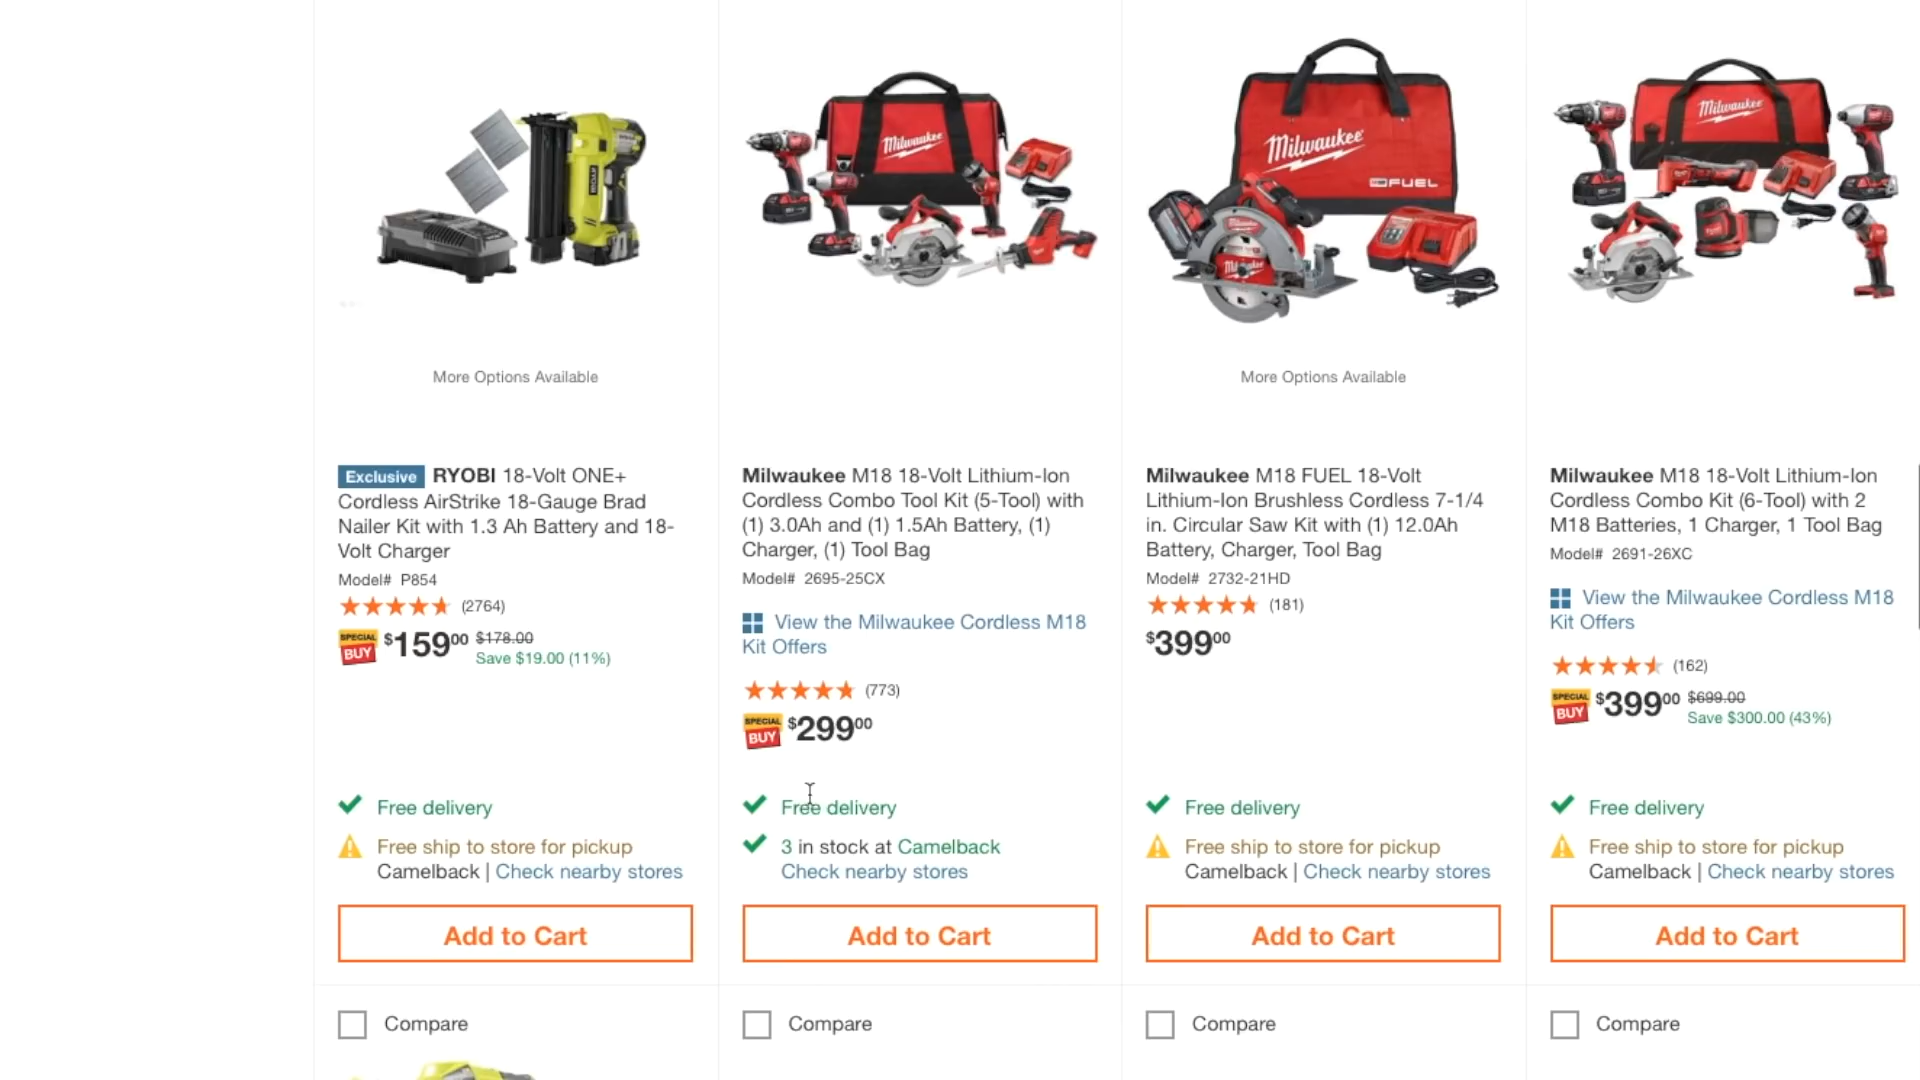 Milwaukee
Milwaukee
FUEL
Milwaukee
RYOBI
More Options Available
More Options Available
Exclusive RYOBI 18-Volt ONE+
Cordless AirStrike 18-Gauge Brad
Nailer Kit with 1.3 Ah Battery and 18-
Volt Charger
Model# P854
(2764)
SPECIAL BUY $15900 $178.00
Save $19.00 (11%)
Free delivery
Free ship to store for pickup
Camelback | Check nearby stores
Add to Cart
Compare
Milwaukee M18 18-Volt Lithium-Ion
Cordless Combo Tool Kit (5-Tool) with
(1) 3.0Ah and (1) 1.5Ah Battery, (1)
Charger, (1) Tool Bag
Model# 2695-25CX
View the Milwaukee Cordless M18
Kit Offers
(773)
SPECIAL BUY $29900
Free delivery
3 in stock at Camelback
Check nearby stores
Add to Cart
Compare
Milwaukee M18 FUEL 18-Volt
Lithium-Ion Brushless Cordless 7-1/4
in. Circular Saw Kit with (1) 12.0Ah
Battery, Charger, Tool Bag
Model# 2732-21HD
(181)
$39900
Free delivery
Free ship to store for pickup
Camelback | Check nearby stores
Add to Cart
Compare
Milwaukee M18 18-Volt Lithium-Ion
Cordless Combo Kit (6-Tool) with 2
M18 Batteries, 1 Charger, 1 Tool Bag
Model# 2691-26XC
View the Milwaukee Cordless M18
Kit Offers
(162)
SPECIAL BUY $39900 $699.00
Save $300.00 (43%)
Free delivery
Free ship to store for pickup
Camelback | Check nearby stores
Add to Cart
Compare